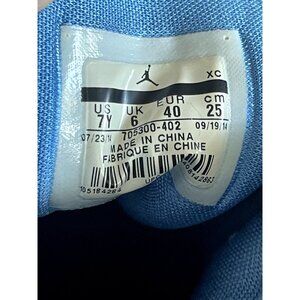 XC
US UK EUR cm
7Y 6 40 25
07/23/14 705300-402 09/19/14
MADE IN CHINA
FABRIQUÉ EN CHINE